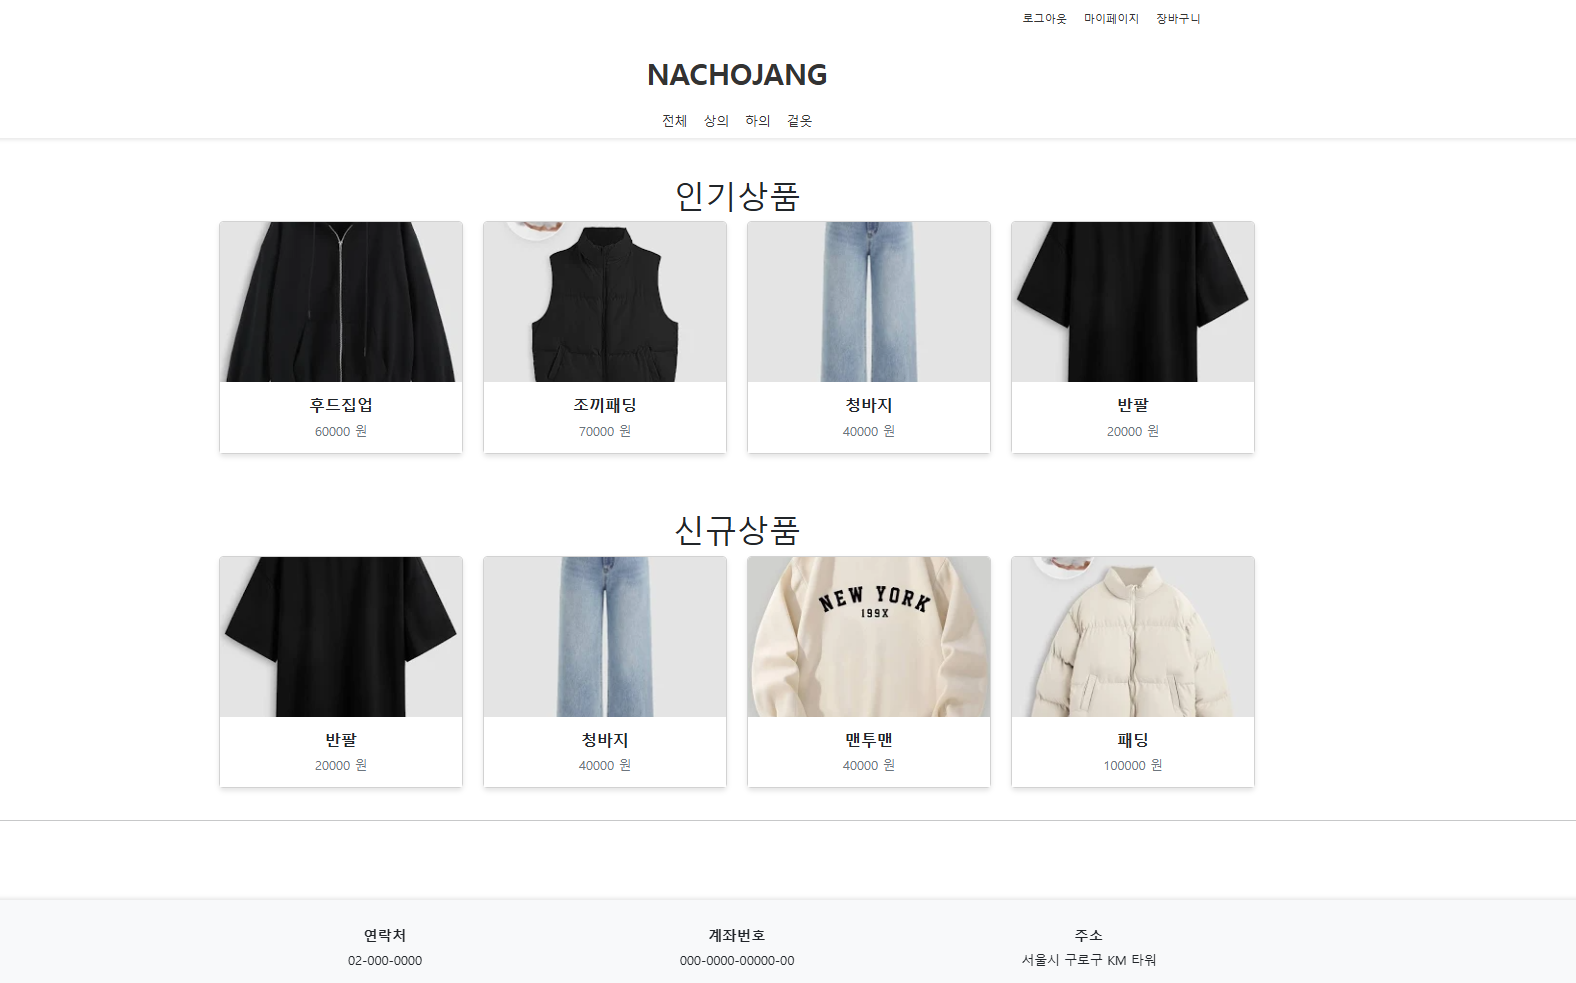 로그아웃 마이페이지 장바구니
NACHOJANG
전체 상의 하의 겉옷
인기상품
후드집업 조끼패딩 청바지 반팔
60000 원 70000 원 40000 원 20000 원
신규상품
NEW YORK
199X
반팔 청바지 맨투맨 패딩
20000 원 40000 원 40000 원 100000 원
연락처 계좌번호 주소
02-000-0000 000-0000-00000-00 서울시 구로구 KM 타워